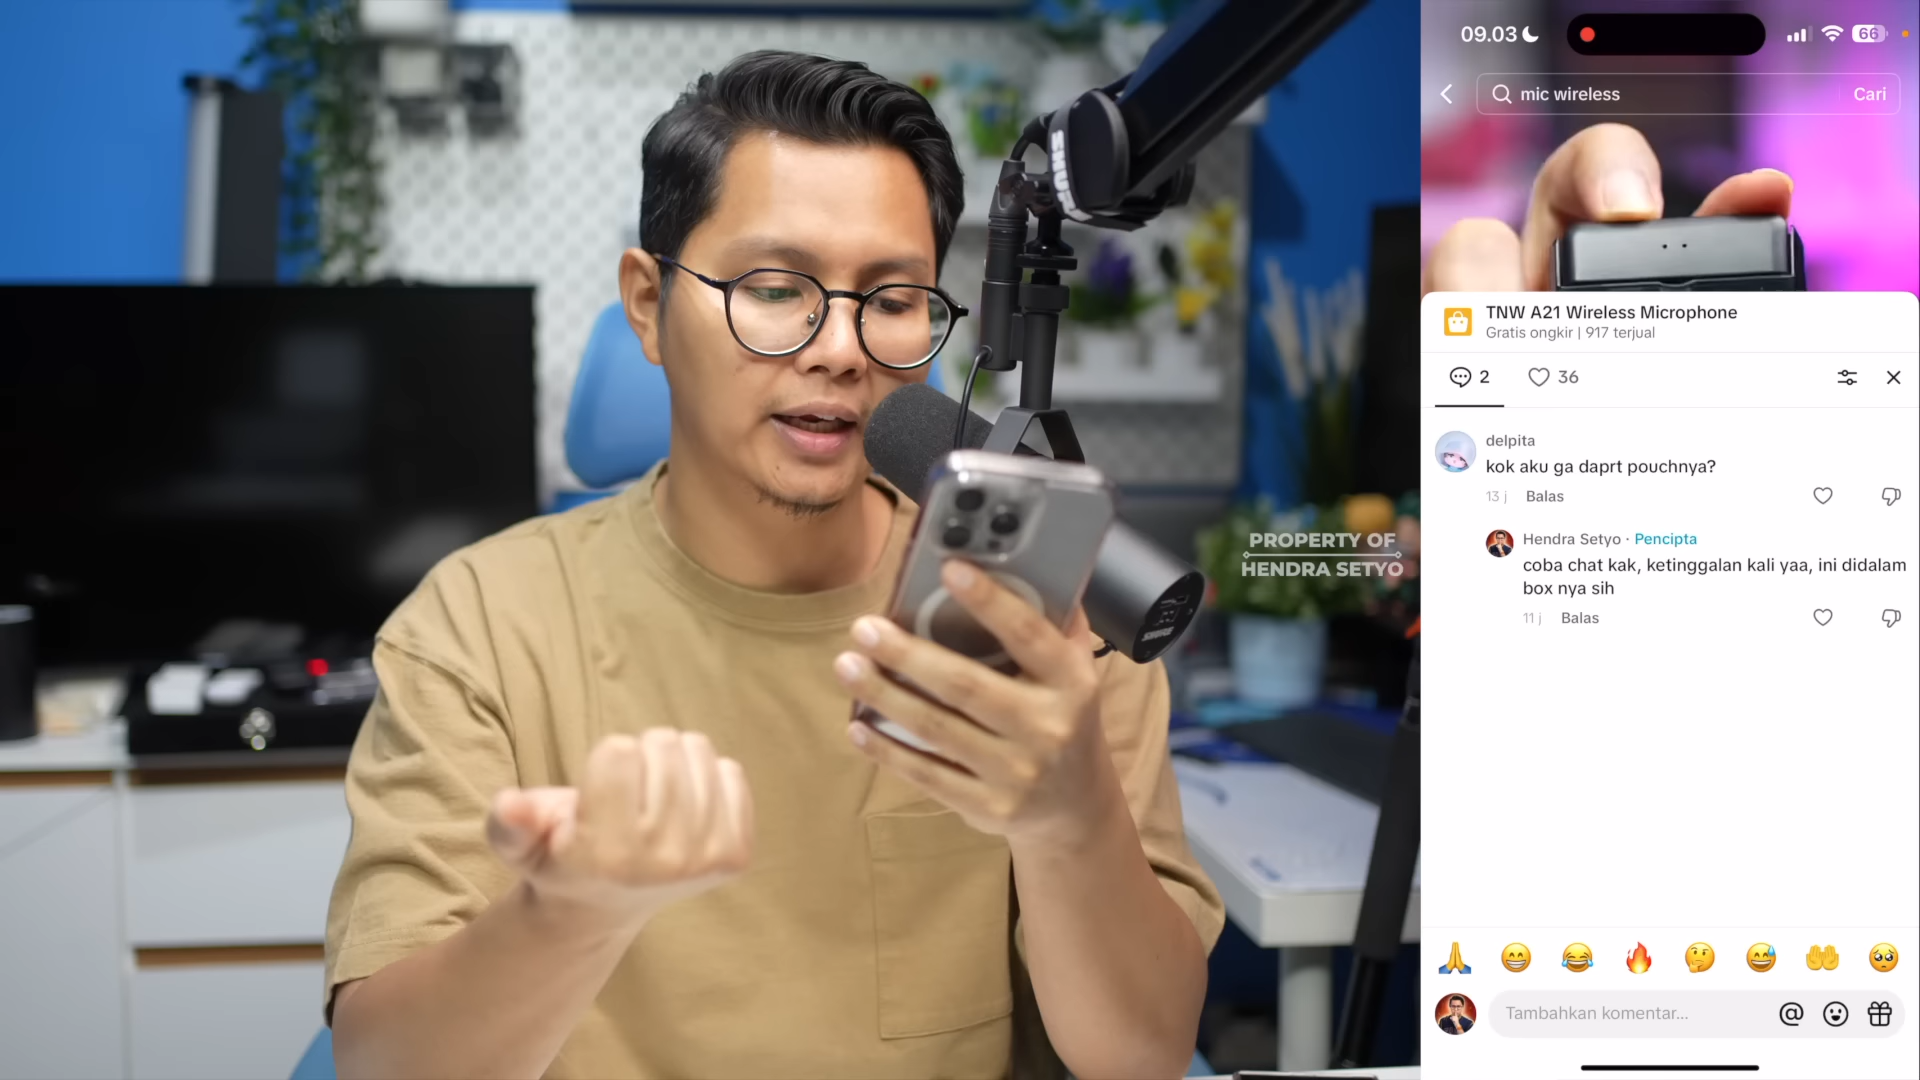 SHURE
SHURE
PROPERTY OF
HENDRA SETYO
09.03
66
mic wireless
Cari
TNW A21 Wireless Microphone
Gratis ongkir | 917 terjual
2
36
delpita
kok aku ga daprt pouchnya?
13 j Balas
Hendra Setyo · Pencipta
coba chat kak, ketinggalan kali yaa, ini didalam
box nya sih
11 j Balas
Tambahkan komentar...